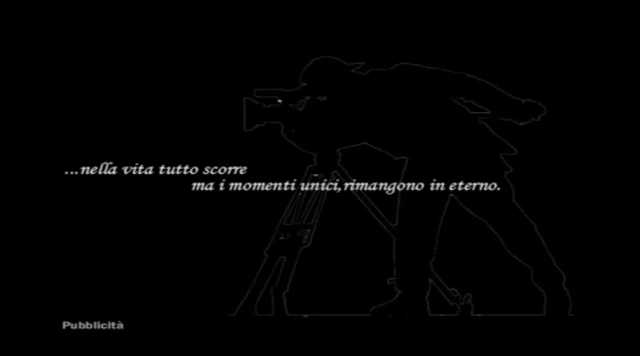 ...nella vita tutto scorre
ma i momenti unici,rimangono in eterno.
Pubblicità